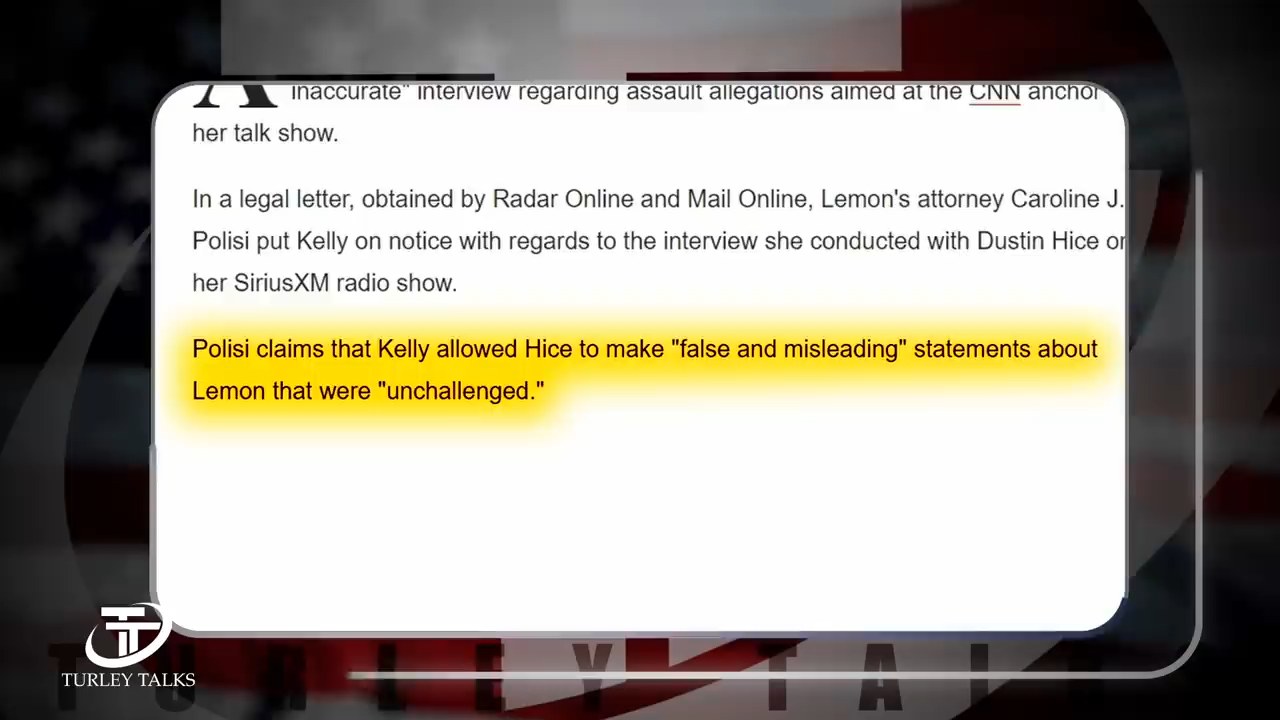 A inaccurate" interview regarding assault allegations aimed at the CNN anchor
her talk show.
In a legal letter, obtained by Radar Online and Mail Online, Lemon's attorney Caroline J.
Polisi put Kelly on notice with regards to the interview she conducted with Dustin Hice on
her SiriusXM radio show.
Polisi claims that Kelly allowed Hice to make "false and misleading" statements about
Lemon that were "unchallenged."
TT
TURLEY TALKS
TURLEY TAL